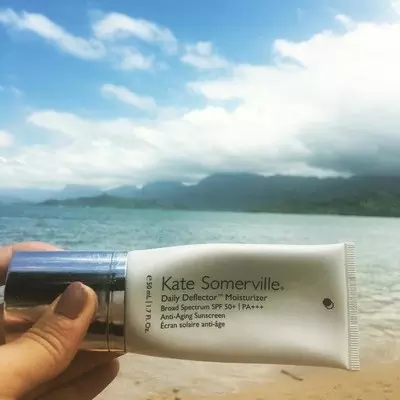 Kate Somerville®
Daily Deflector™ Moisturizer
Broad Spectrum SPF 50+ | PA+++
Anti-Aging Sunscreen
Écran solaire anti-âge
℮ 50 mL | 1.7 Fl. Oz.